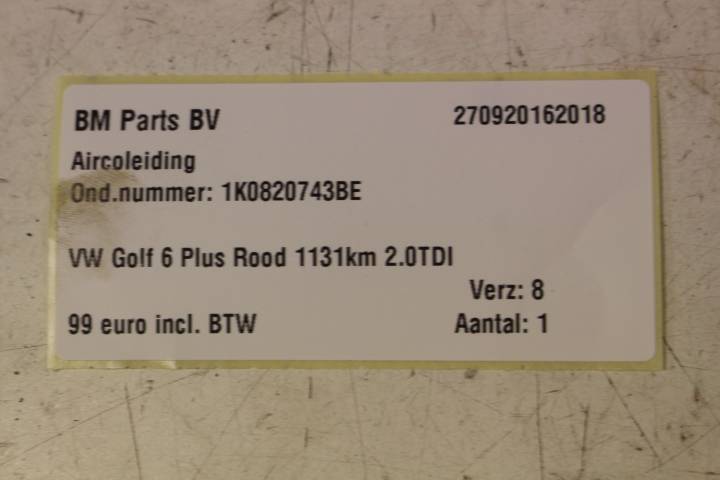 BM Parts BV 270920162018
Aircoleiding
Ond.nummer: 1K0820743BE
VW Golf 6 Plus Rood 1131km 2.0TDI
Verz: 8
99 euro incl. BTW Aantal: 1